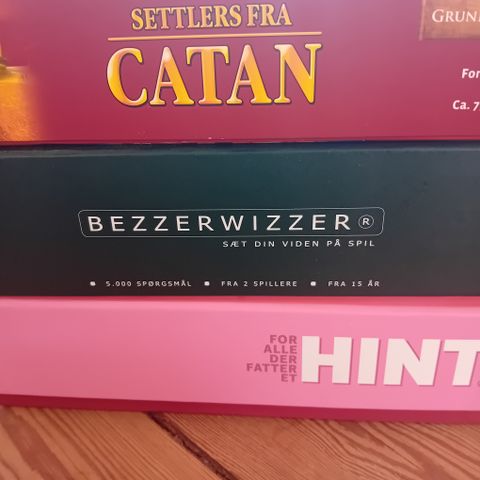 SETTLERS FRA
CATAN
GRUN
For
Ca. 7
BEZZERWIZZER®
SÆT DIN VIDEN PÅ SPIL
5.000 SPØRGSMÅL FRA 2 SPILLERE FRA 15 ÅR
FOR
ALLE
DER
FATTER
ET
HINT